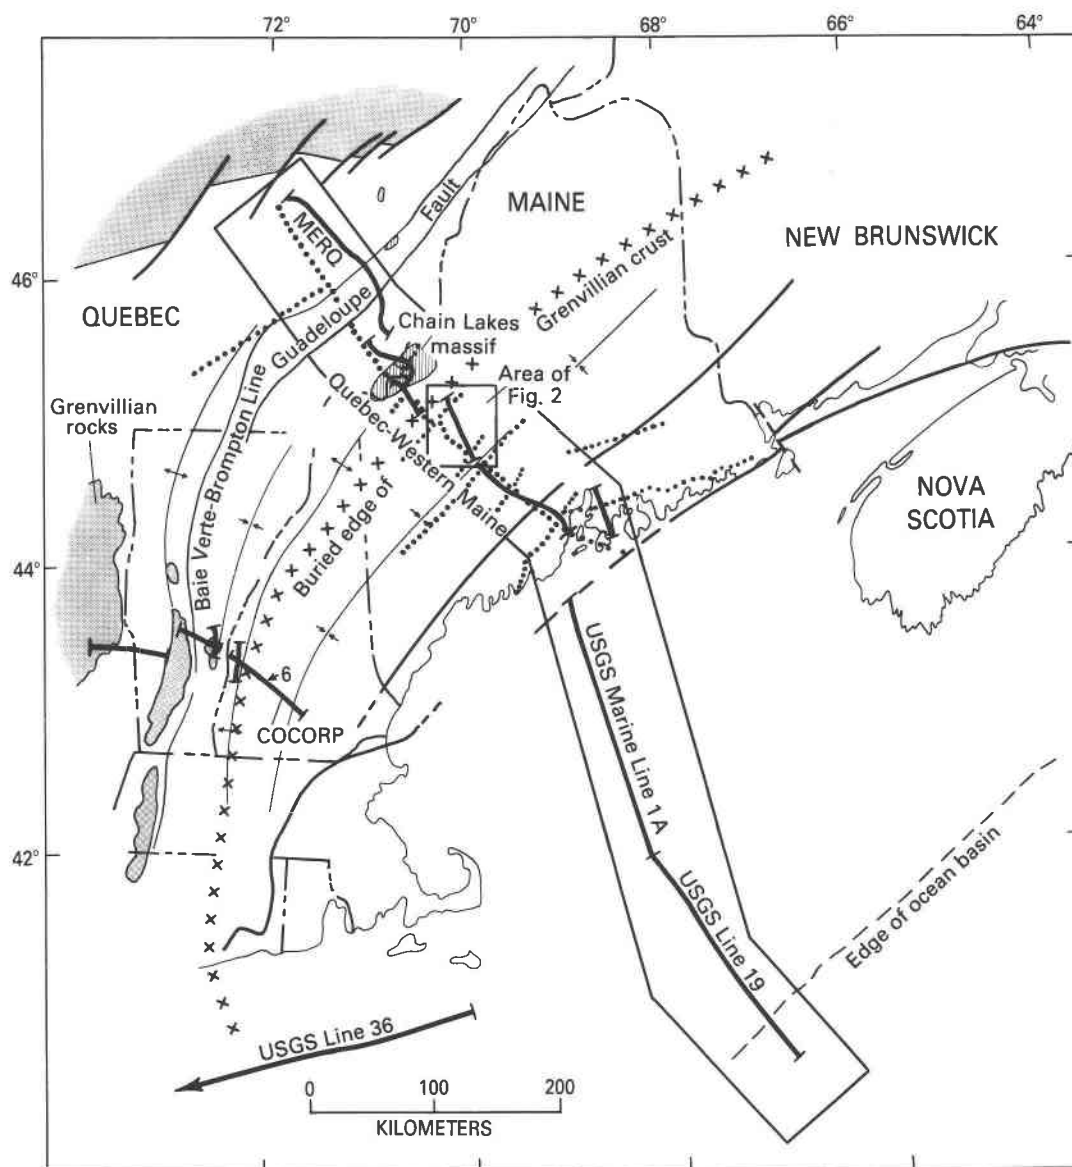 72°
70°
68°
66°
64°
MAINE
NEW BRUNSWICK
Fault
MERQ
46°
QUEBEC
Guadeloupe
Grenvillian crust
Chain Lakes
massif
Area of
Fig. 2
Quebec-Western Maine
Grenvillian
rocks
Baie Verte-Brompton Line
Buried edge of
NOVA
SCOTIA
44°
6
COCORP
USGS Marine Line 1A
42°
USGS Line 19
Edge of ocean basin
USGS Line 36
0 100 200
KILOMETERS